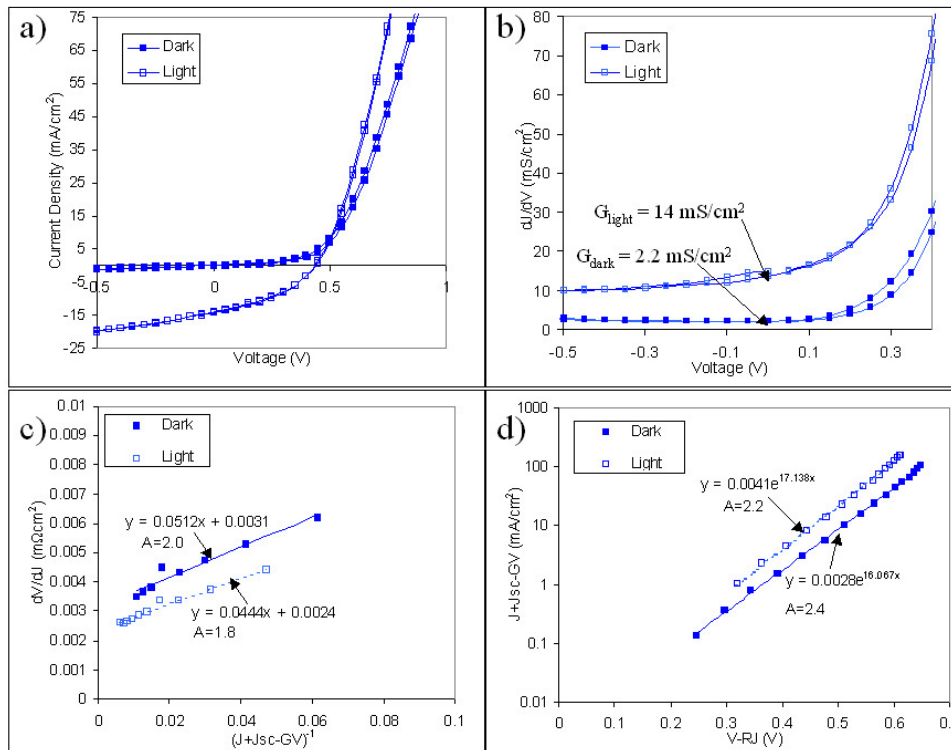 a)
Dark
Light
Current Density (mA/cm²)
75
65
55
45
35
25
15
5
-5
-15
-25
-0.5
0
0.5
1
Voltage (V)
b)
Dark
Light
dJ/dV (mS/cm²)
80
70
60
50
40
30
20
10
0
G_light = 14 mS/cm²
G_dark = 2.2 mS/cm²
-0.5
-0.3
-0.1
0.1
0.3
Voltage (V)
c)
Dark
Light
dV/dJ (mΩcm²)
0.01
0.009
0.008
0.007
0.006
0.005
0.004
0.003
0.002
0.001
0
y = 0.0512x + 0.0031
A=2.0
y = 0.0444x + 0.0024
A=1.8
0
0.02
0.04
0.06
0.08
0.1
(J+Jsc-GV)⁻¹
d)
Dark
Light
J+Jsc-GV (mA/cm²)
1000
100
10
1
0.1
0.01
y = 0.0041e^17.138x
A=2.2
y = 0.0028e^16.067x
A=2.4
0
0.1
0.2
0.3
0.4
0.5
0.6
V-RJ (V)